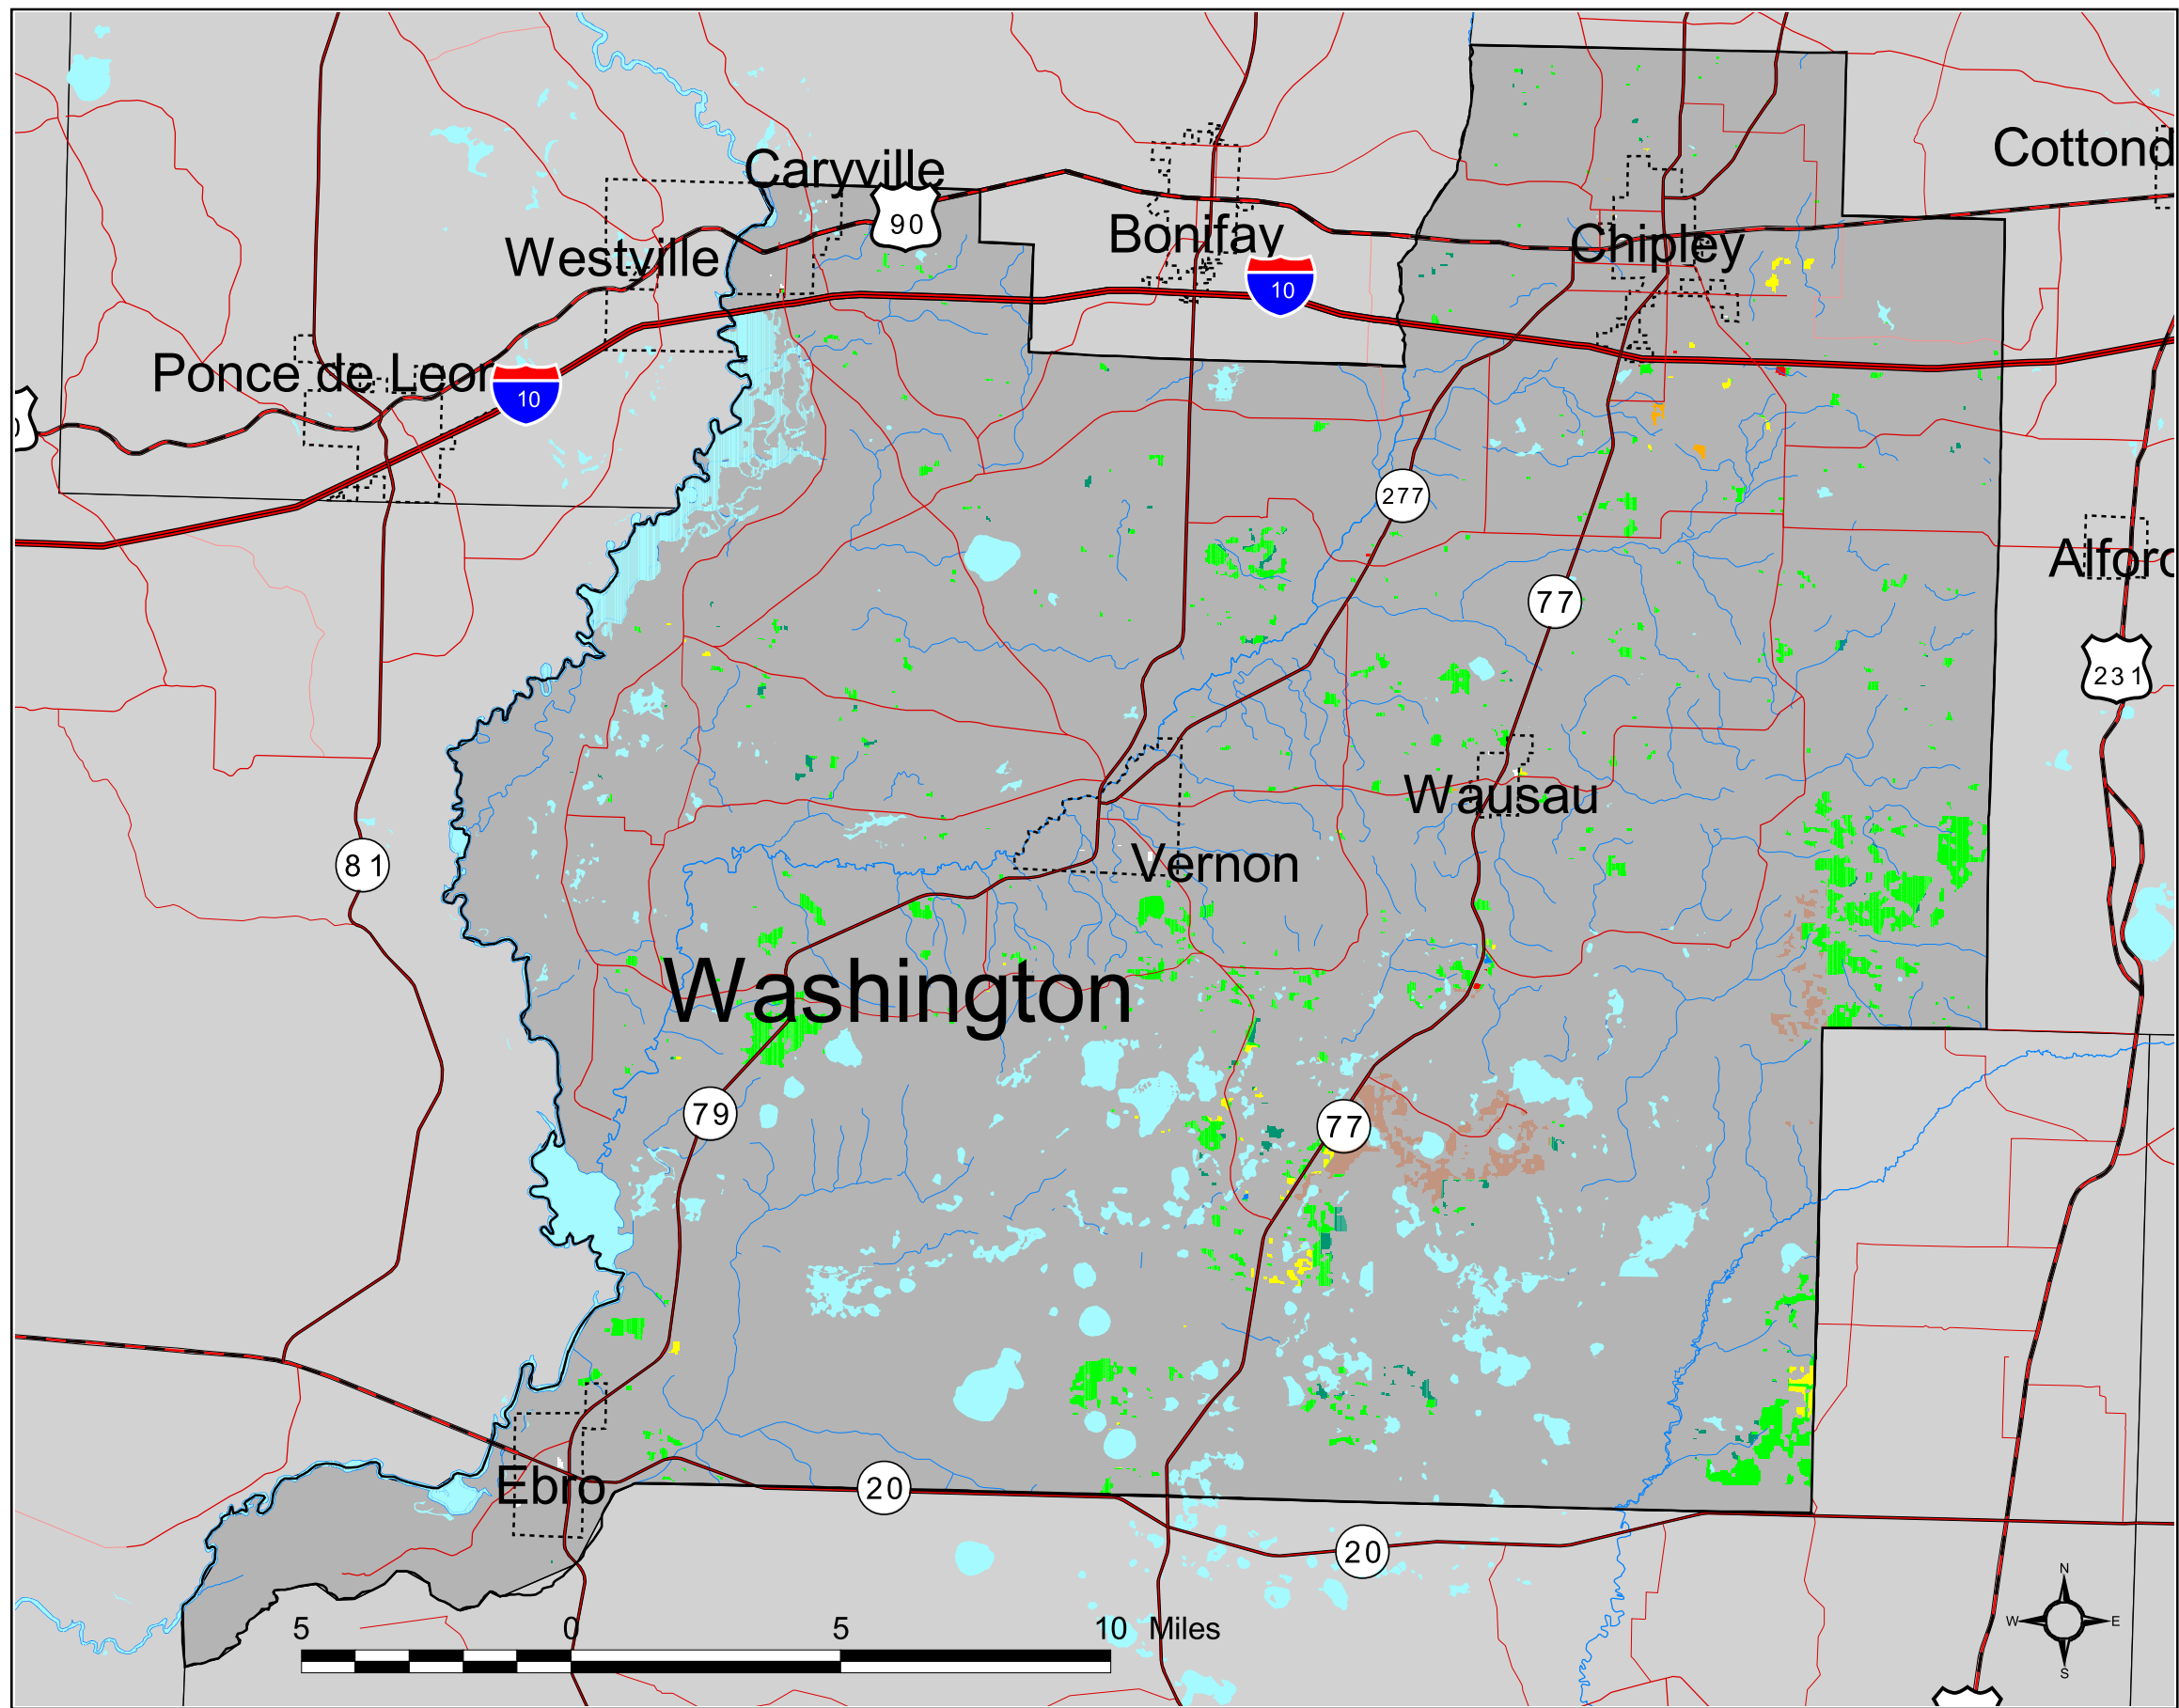 Cottond
Caryville
90
Bonifay
Chipley
Westville
10
Ponce de Leon
10
277
Alford
77
231
Wausau
Vernon
81
Washington
79
77
Ebro
20
20
N
W E
S
5 0 5 10 Miles